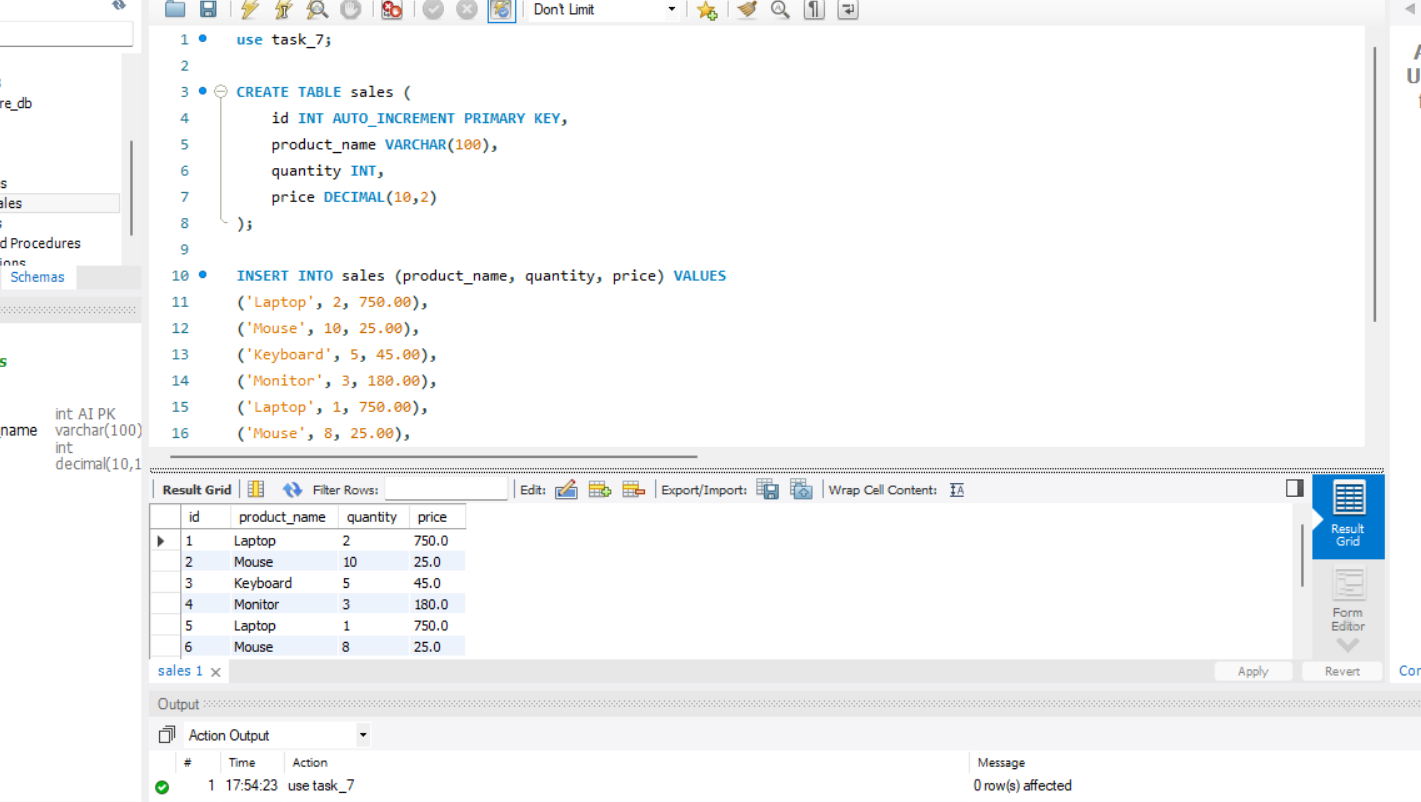 Don't Limit
re_db
s
ales
d Procedures
Schemas
s
int AI PK
_name varchar(100)
int
decimal(10,1
1 use task_7;
2
3 CREATE TABLE sales (
4 id INT AUTO_INCREMENT PRIMARY KEY,
5 product_name VARCHAR(100),
6 quantity INT,
7 price DECIMAL(10,2)
8 );
9
10 INSERT INTO sales (product_name, quantity, price) VALUES
11 ('Laptop', 2, 750.00),
12 ('Mouse', 10, 25.00),
13 ('Keyboard', 5, 45.00),
14 ('Monitor', 3, 180.00),
15 ('Laptop', 1, 750.00),
16 ('Mouse', 8, 25.00),
Result Grid Filter Rows: Edit: Export/Import: Wrap Cell Content: IA
id product_name quantity price
1 Laptop 2 750.0
2 Mouse 10 25.0
3 Keyboard 5 45.0
4 Monitor 3 180.0
5 Laptop 1 750.0
6 Mouse 8 25.0
Result
Grid
Form
Editor
sales 1 Apply Revert
Con
Output
Action Output
# Time Action Message
1 17:54:23 use task_7 0 row(s) affected